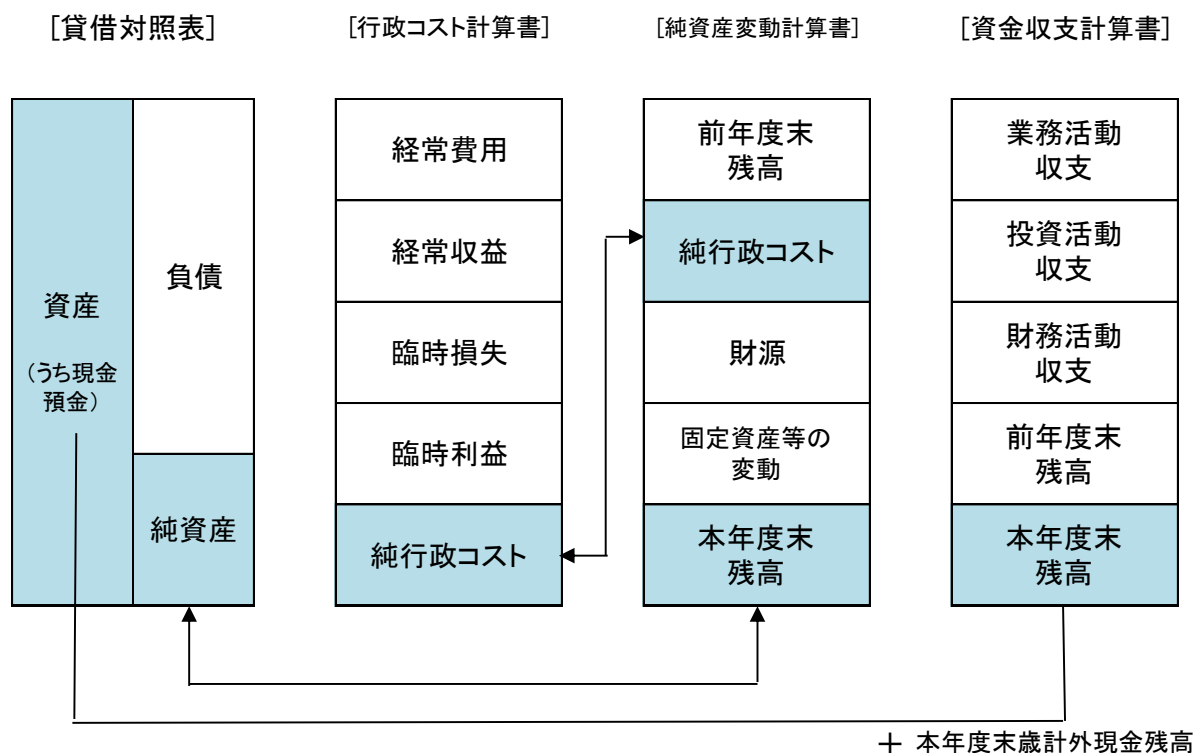 [貸借対照表]
[行政コスト計算書]
[純資産変動計算書]
[資金収支計算書]
資産
(うち現金
預金)
負債
純資産
経常費用
経常収益
臨時損失
臨時利益
純行政コスト
前年度末
残高
純行政コスト
財源
固定資産等の
変動
本年度末
残高
業務活動
収支
投資活動
収支
財務活動
収支
前年度末
残高
本年度末
残高
＋ 本年度末歳計外現金残高